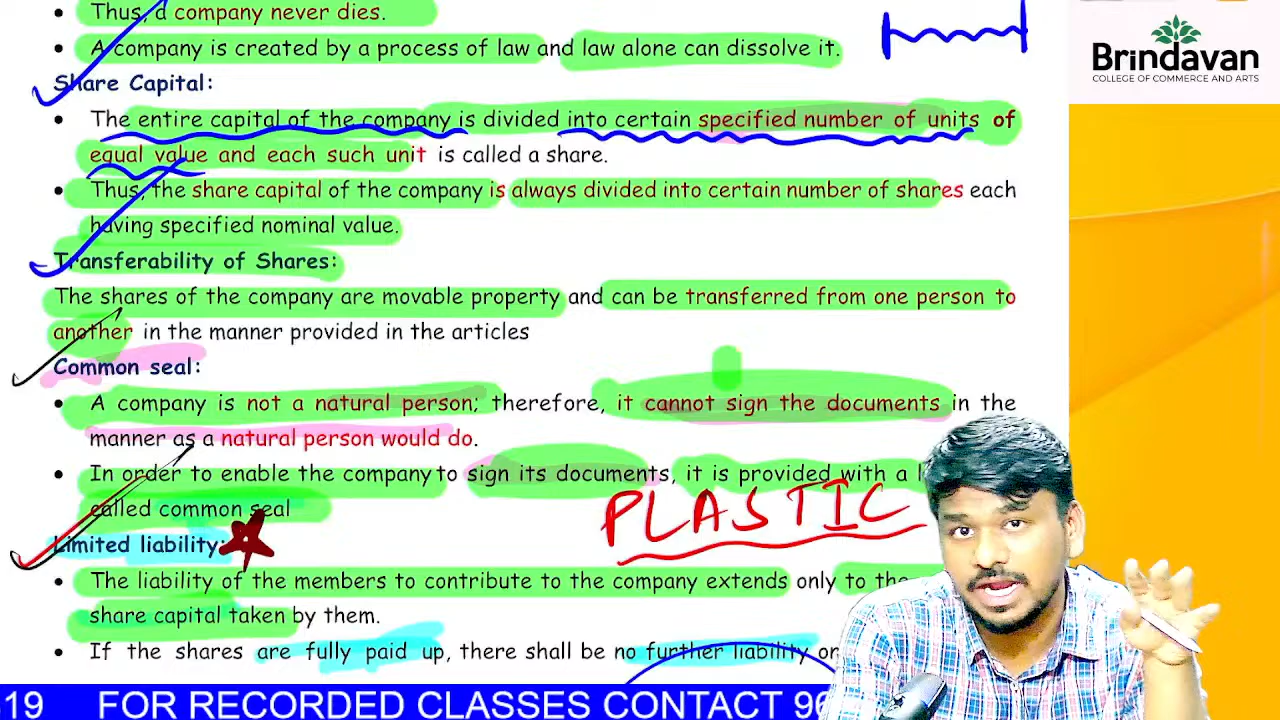 • Thus, a company never dies.
• A company is created by a process of law and law alone can dissolve it.
Share Capital:
• The entire capital of the company is divided into certain specified number of units of
equal value and each such unit is called a share.
• Thus, the share capital of the company is always divided into certain number of shares each
having specified nominal value.
Transferability of Shares:
The shares of the company are movable property and can be transferred from one person to
another in the manner provided in the articles
Common seal:
• A company is not a natural person; therefore, it cannot sign the documents in the
manner as a natural person would do.
• In order to enable the company to sign its documents, it is provided with a
called common seal
PLASTIC
Limited liability:
• The liability of the members to contribute to the company extends only to the
share capital taken by them.
• If the shares are fully paid up, there shall be no further liability
Brindavan
COLLEGE OF COMMERCE AND ARTS
19 FOR RECORDED CLASSES CONTACT 96